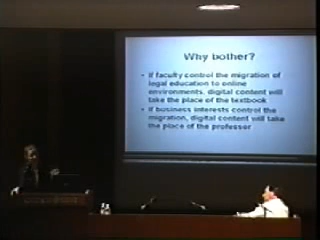 Why bother?
• If faculty control the migration of
legal education to online
environments, digital content will
take the place of the textbook
• If business interests control the
migration, digital content will take
the place of the professor